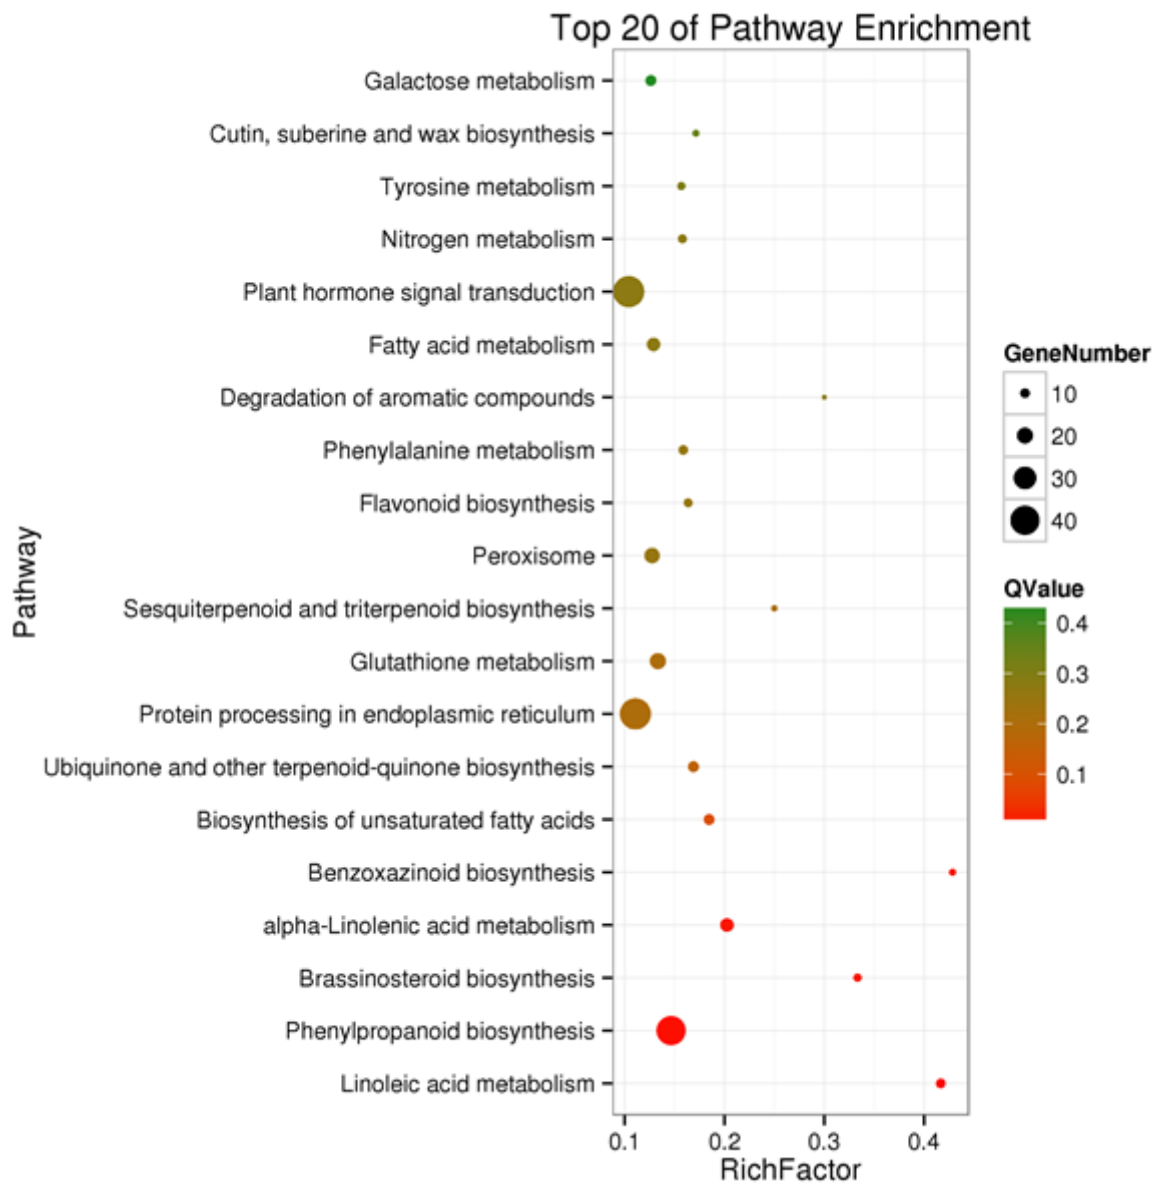 Top 20 of Pathway Enrichment
Pathway
Galactose metabolism
Cutin, suberine and wax biosynthesis
Tyrosine metabolism
Nitrogen metabolism
Plant hormone signal transduction
Fatty acid metabolism
Degradation of aromatic compounds
Phenylalanine metabolism
Flavonoid biosynthesis
Peroxisome
Sesquiterpenoid and triterpenoid biosynthesis
Glutathione metabolism
Protein processing in endoplasmic reticulum
Ubiquinone and other terpenoid-quinone biosynthesis
Biosynthesis of unsaturated fatty acids
Benzoxazinoid biosynthesis
alpha-Linolenic acid metabolism
Brassinosteroid biosynthesis
Phenylpropanoid biosynthesis
Linoleic acid metabolism
0.1 0.2 0.3 0.4
RichFactor
GeneNumber
10
20
30
40
QValue
0.4
0.3
0.2
0.1